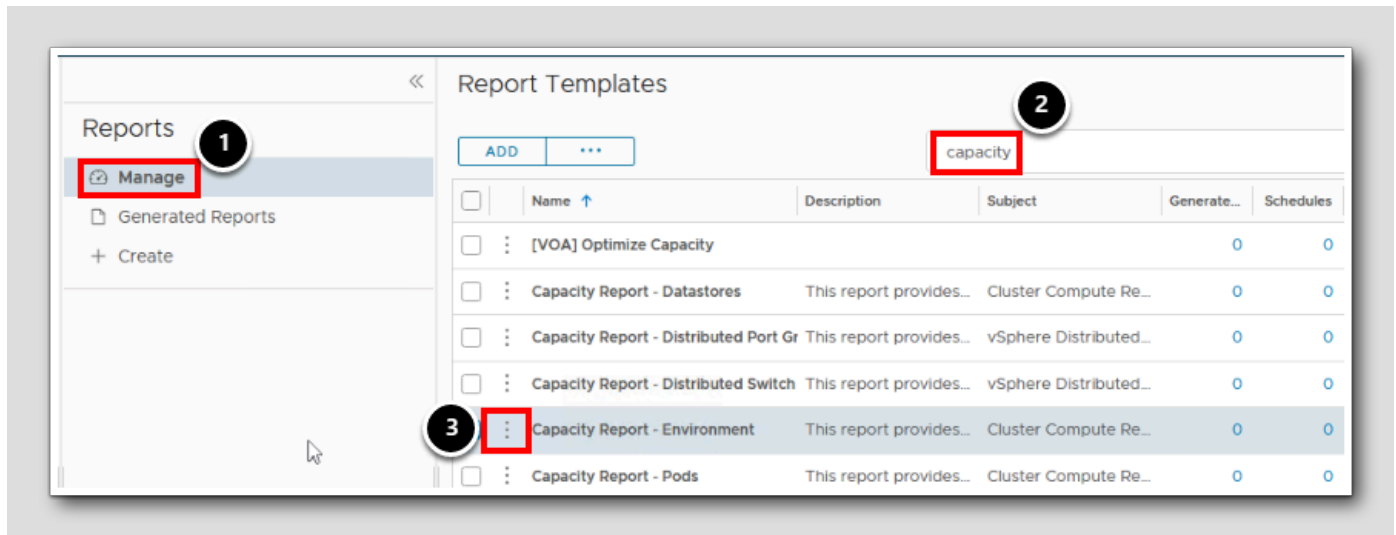 «
Reports
1
Manage
Generated Reports
+ Create
Report Templates
2
ADD ...
capacity
Name ↑ Description Subject Generate... Schedules
[VOA] Optimize Capacity 0 0
Capacity Report - Datastores This report provides... Cluster Compute Re... 0 0
Capacity Report - Distributed Port Gr This report provides... vSphere Distributed... 0 0
Capacity Report - Distributed Switch This report provides... vSphere Distributed... 0 0
3 Capacity Report - Environment This report provides... Cluster Compute Re... 0 0
Capacity Report - Pods This report provides... Cluster Compute Re... 0 0